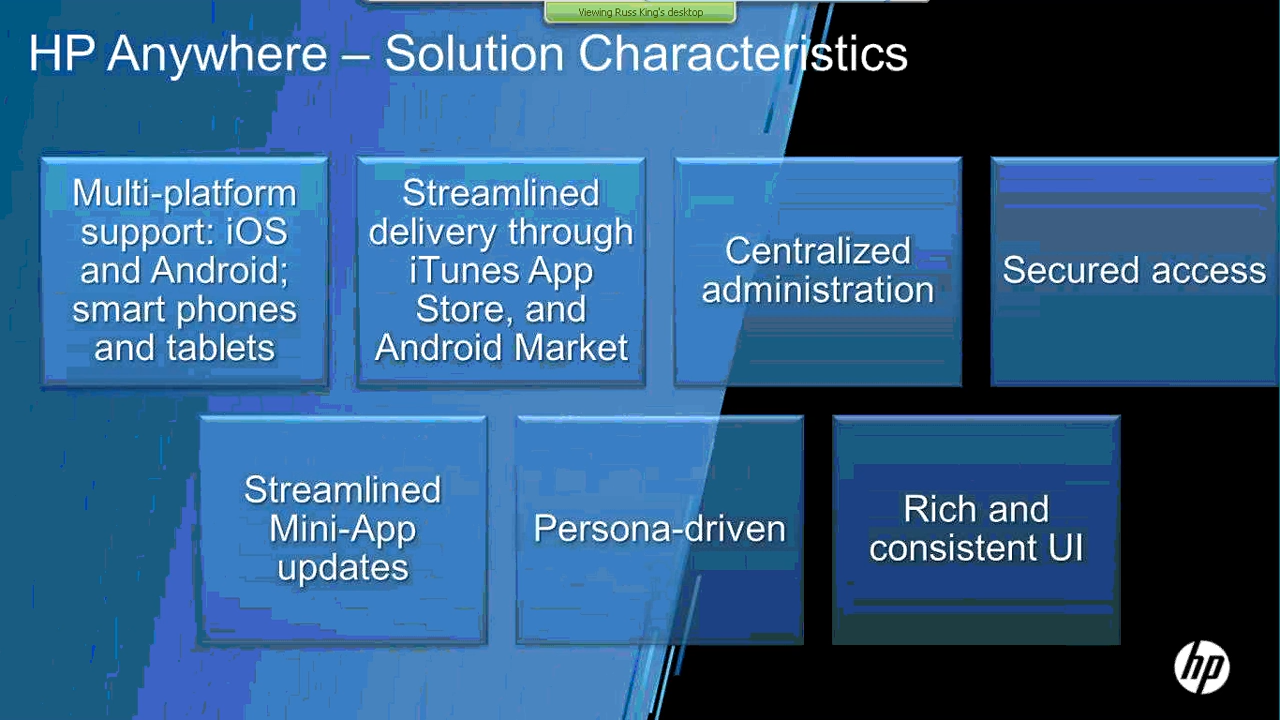 Viewing Russ King's desktop
HP Anywhere – Solution Characteristics
Multi-platform
support: iOS
and Android;
smart phones
and tablets
Streamlined
delivery through
iTunes App
Store, and
Android Market
Centralized
administration
Secured access
Streamlined
Mini-App
updates
Persona-driven
Rich and
consistent UI
hp